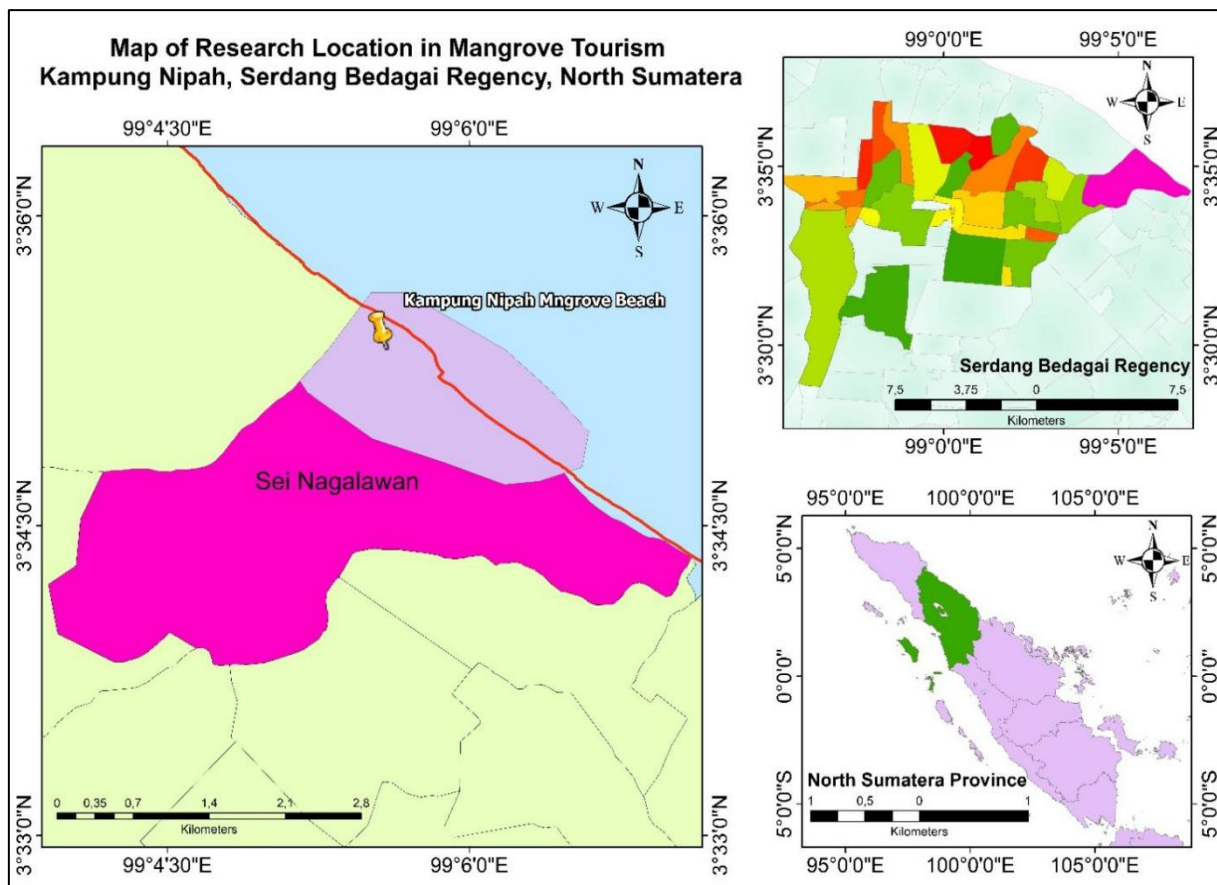 Map of Research Location in Mangrove Tourism
Kampung Nipah, Serdang Bedagai Regency, North Sumatera
99°4'30"E 99°6'0"E
3°36'0"N
3°34'30"N
3°33'0"N
N
W E
S
Kampung Nipah Mngrove Beach
Sei Nagalawan
0 0,35 0,7 1,4 2,1 2,8
Kilometers
3°36'0"N
3°34'30"N
3°33'0"N
99°4'30"E 99°6'0"E
99°0'0"E 99°5'0"E
N
W E
S
3°35'0"N
3°30'0"N
3°35'0"N
3°30'0"N
Serdang Bedagai Regency
7,5 3,75 0 7,5
Kilometers
99°0'0"E 99°5'0"E
95°0'0"E 100°0'0"E 105°0'0"E
N
W E
S
5°0'0"N
0°0'0"
5°0'0"S
5°0'0"N
0°0'0"
5°0'0"S
North Sumatera Province
1 0,5 0 1
Kilometers
95°0'0"E 100°0'0"E 105°0'0"E